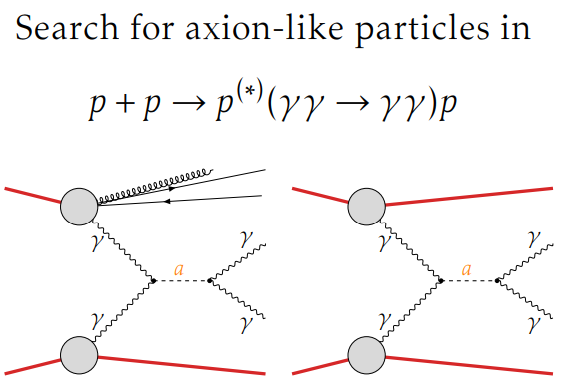 Search for axion-like particles in
p + p → p^(*)(γγ → γγ)p
γ γ γ γ
a a
γ γ γ γ